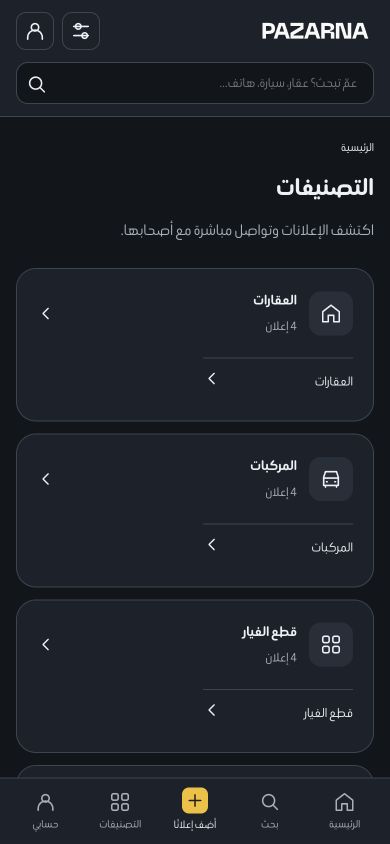 PAZARNA
عمّ تبحث؟ عقار، سيارة، هاتف...
الرئيسية
التصنيفات
اكتشف الإعلانات وتواصل مباشرة مع أصحابها.
العقارات
4 إعلان
العقارات
المركبات
4 إعلان
المركبات
قطع الغيار
4 إعلان
قطع الغيار
الرئيسية
بحث
أضف إعلانًا
التصنيفات
حسابي